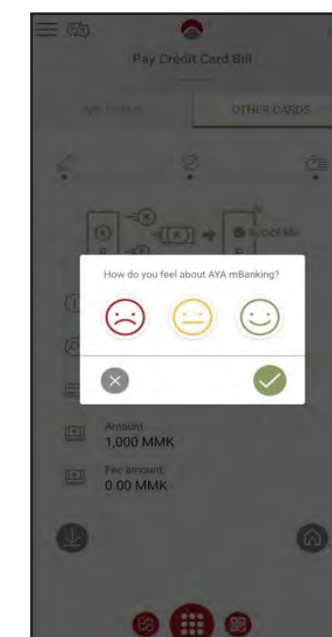 Pay Credit Card Bill
OTHER CARDS
How do you feel about AYA mBanking?
Amount
1,000 MMK
Fee amount
0.00 MMK